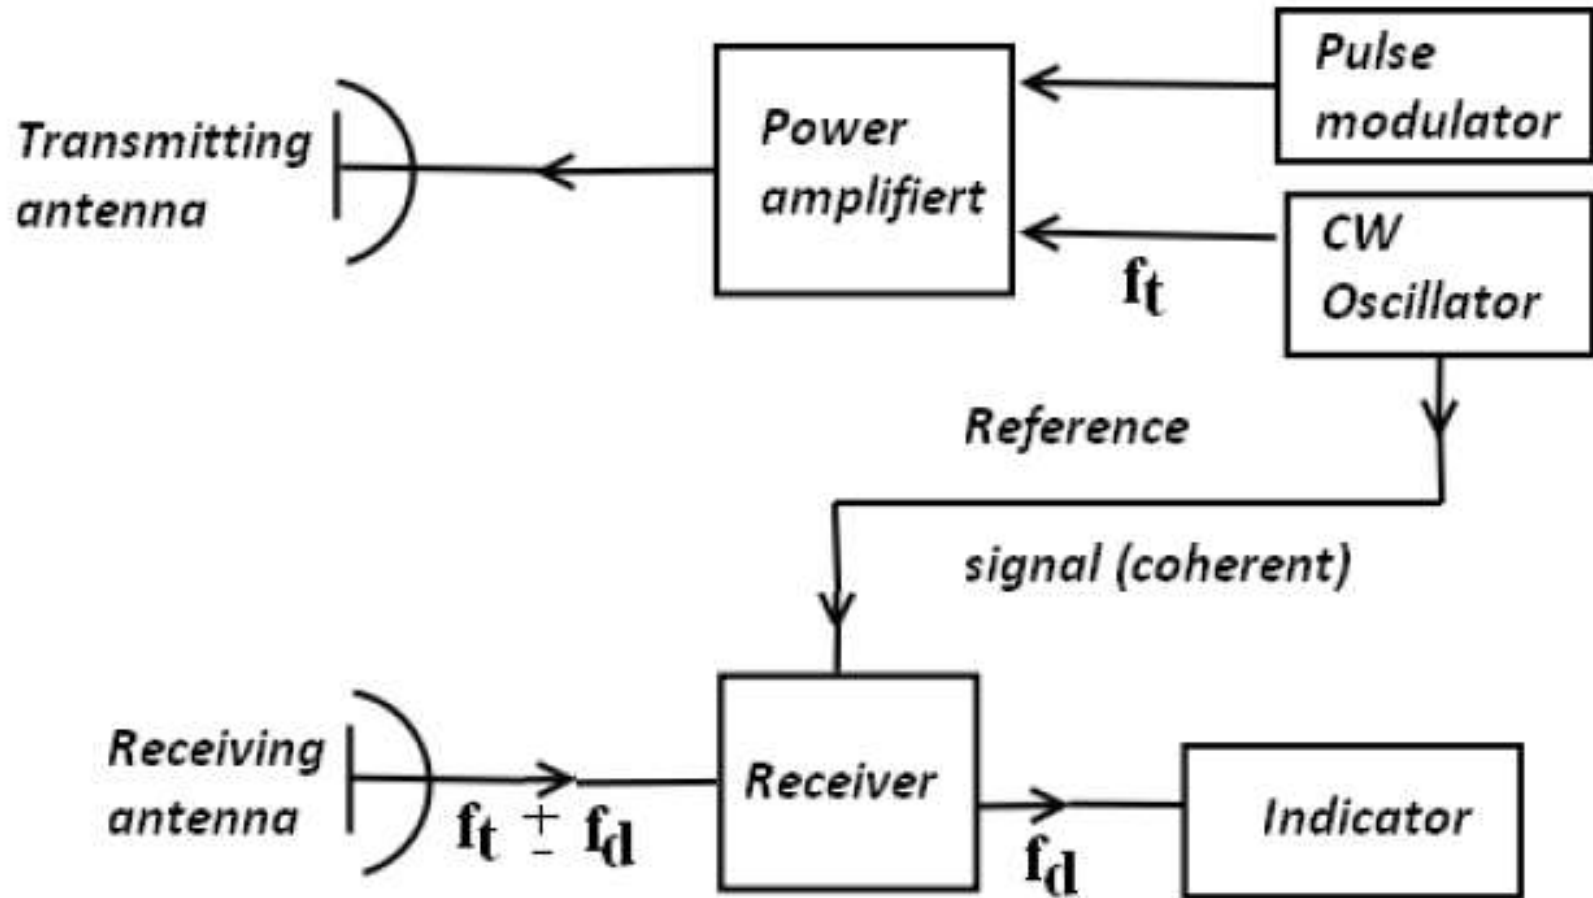 Pulse
modulator
Transmitting
antenna
Power
amplifiert
CW
Oscillator
ft
Reference
signal (coherent)
Receiving
antenna
ft ± fd
Receiver
fd
Indicator